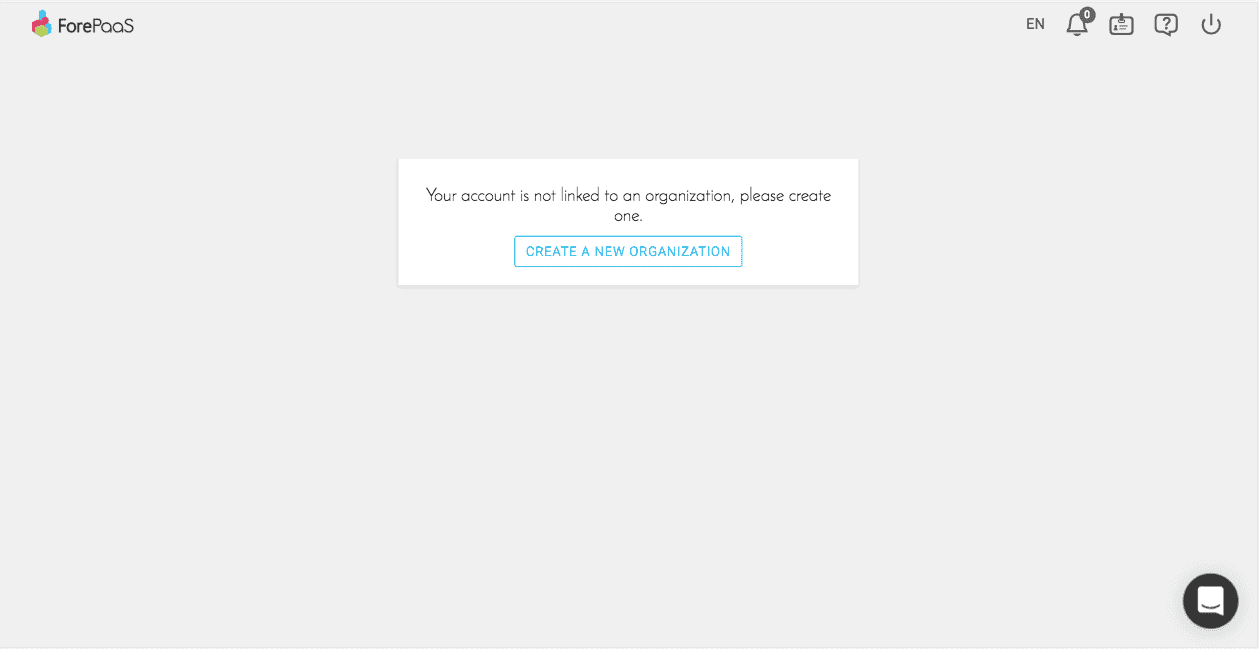 ForePaaS
EN
0
Your account is not linked to an organization, please create
one.
CREATE A NEW ORGANIZATION